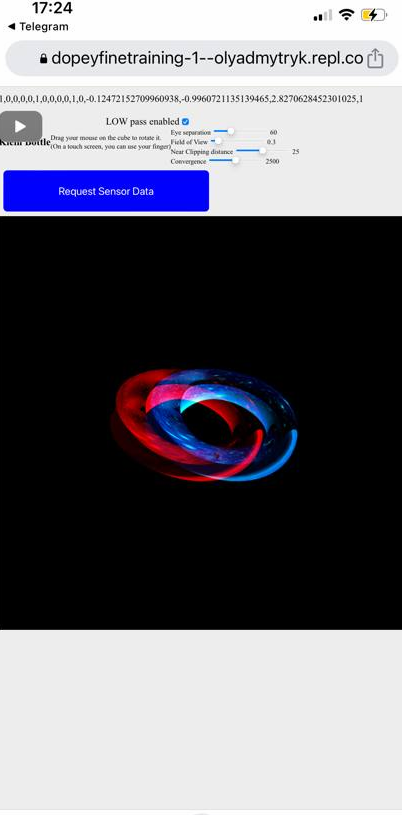 17:24
◄ Telegram
dopeyfinetraining-1--olyadmytryk.repl.co
1,0,0,0,0,1,0,0,0,0,1,0,-0.12472152709960938,-0.9960721135139465,2.8270628452301025,1
LOW pass enabled
Klein Bottle
Drag your mouse on the cube to rotate it.
(On a touch screen, you can use your finger)
Eye separation 60
Field of View 0.3
Near Clipping distance 25
Convergence 2500
Request Sensor Data